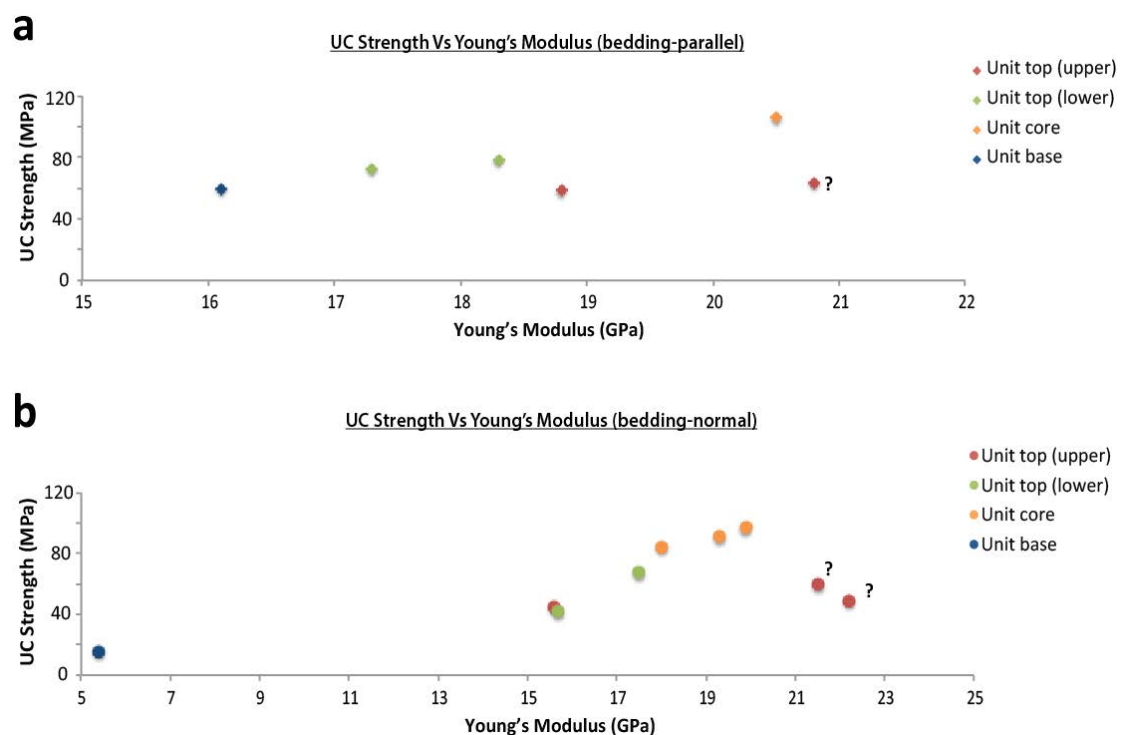 a
UC Strength Vs Young's Modulus (bedding-parallel)
UC Strength (MPa)
120
80
40
0
15 16 17 18 19 20 21 22
Young's Modulus (GPa)
?
Unit top (upper)
Unit top (lower)
Unit core
Unit base
b
UC Strength Vs Young's Modulus (bedding-normal)
UC Strength (MPa)
120
80
40
0
5 7 9 11 13 15 17 19 21 23 25
Young's Modulus (GPa)
?
?
Unit top (upper)
Unit top (lower)
Unit core
Unit base